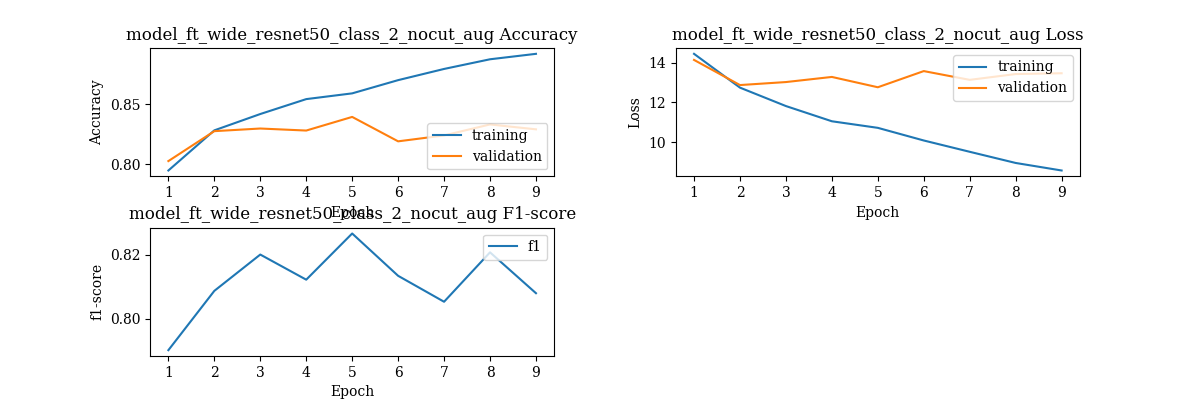 model_ft_wide_resnet50_class_2_nocut_aug Accuracy
Accuracy
0.85
0.80
training
validation
1 2 3 4 5 6 7 8 9
Epoch
model_ft_wide_resnet50_class_2_nocut_aug Loss
Loss
14
12
10
training
validation
1 2 3 4 5 6 7 8 9
Epoch
model_ft_wide_resnet50_class_2_nocut_aug F1-score
f1-score
0.82
0.80
f1
1 2 3 4 5 6 7 8 9
Epoch